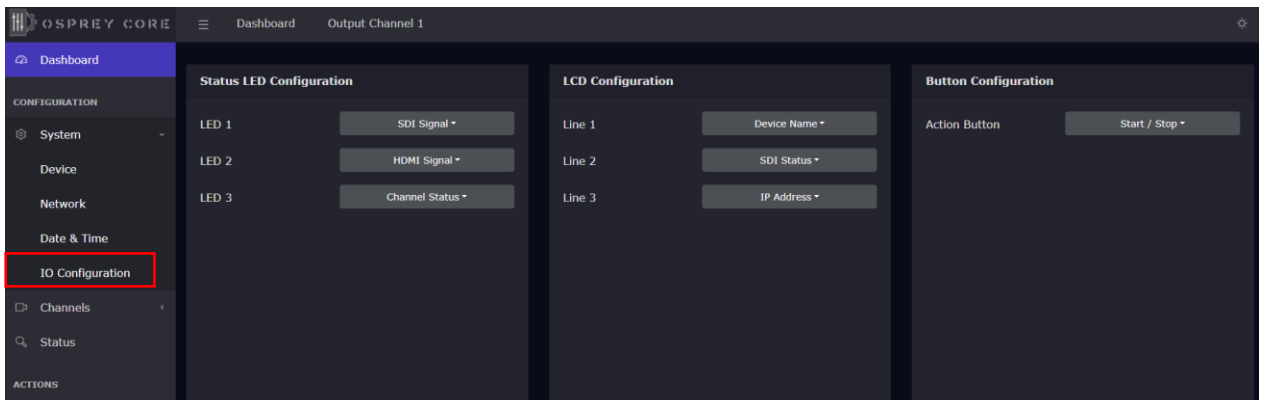 OSPREY CORE
Dashboard Output Channel 1
Dashboard
CONFIGURATION
System
Device
Network
Date & Time
IO Configuration
Channels
Status
ACTIONS
Status LED Configuration
LED 1 SDI Signal
LED 2 HDMI Signal
LED 3 Channel Status
LCD Configuration
Line 1 Device Name
Line 2 SDI Status
Line 3 IP Address
Button Configuration
Action Button Start / Stop